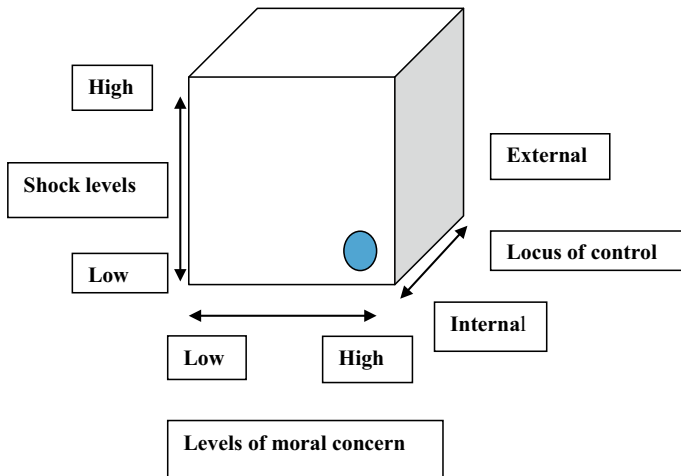 High
External
Shock levels
Locus of control
Low
Internal
Low
High
Levels of moral concern